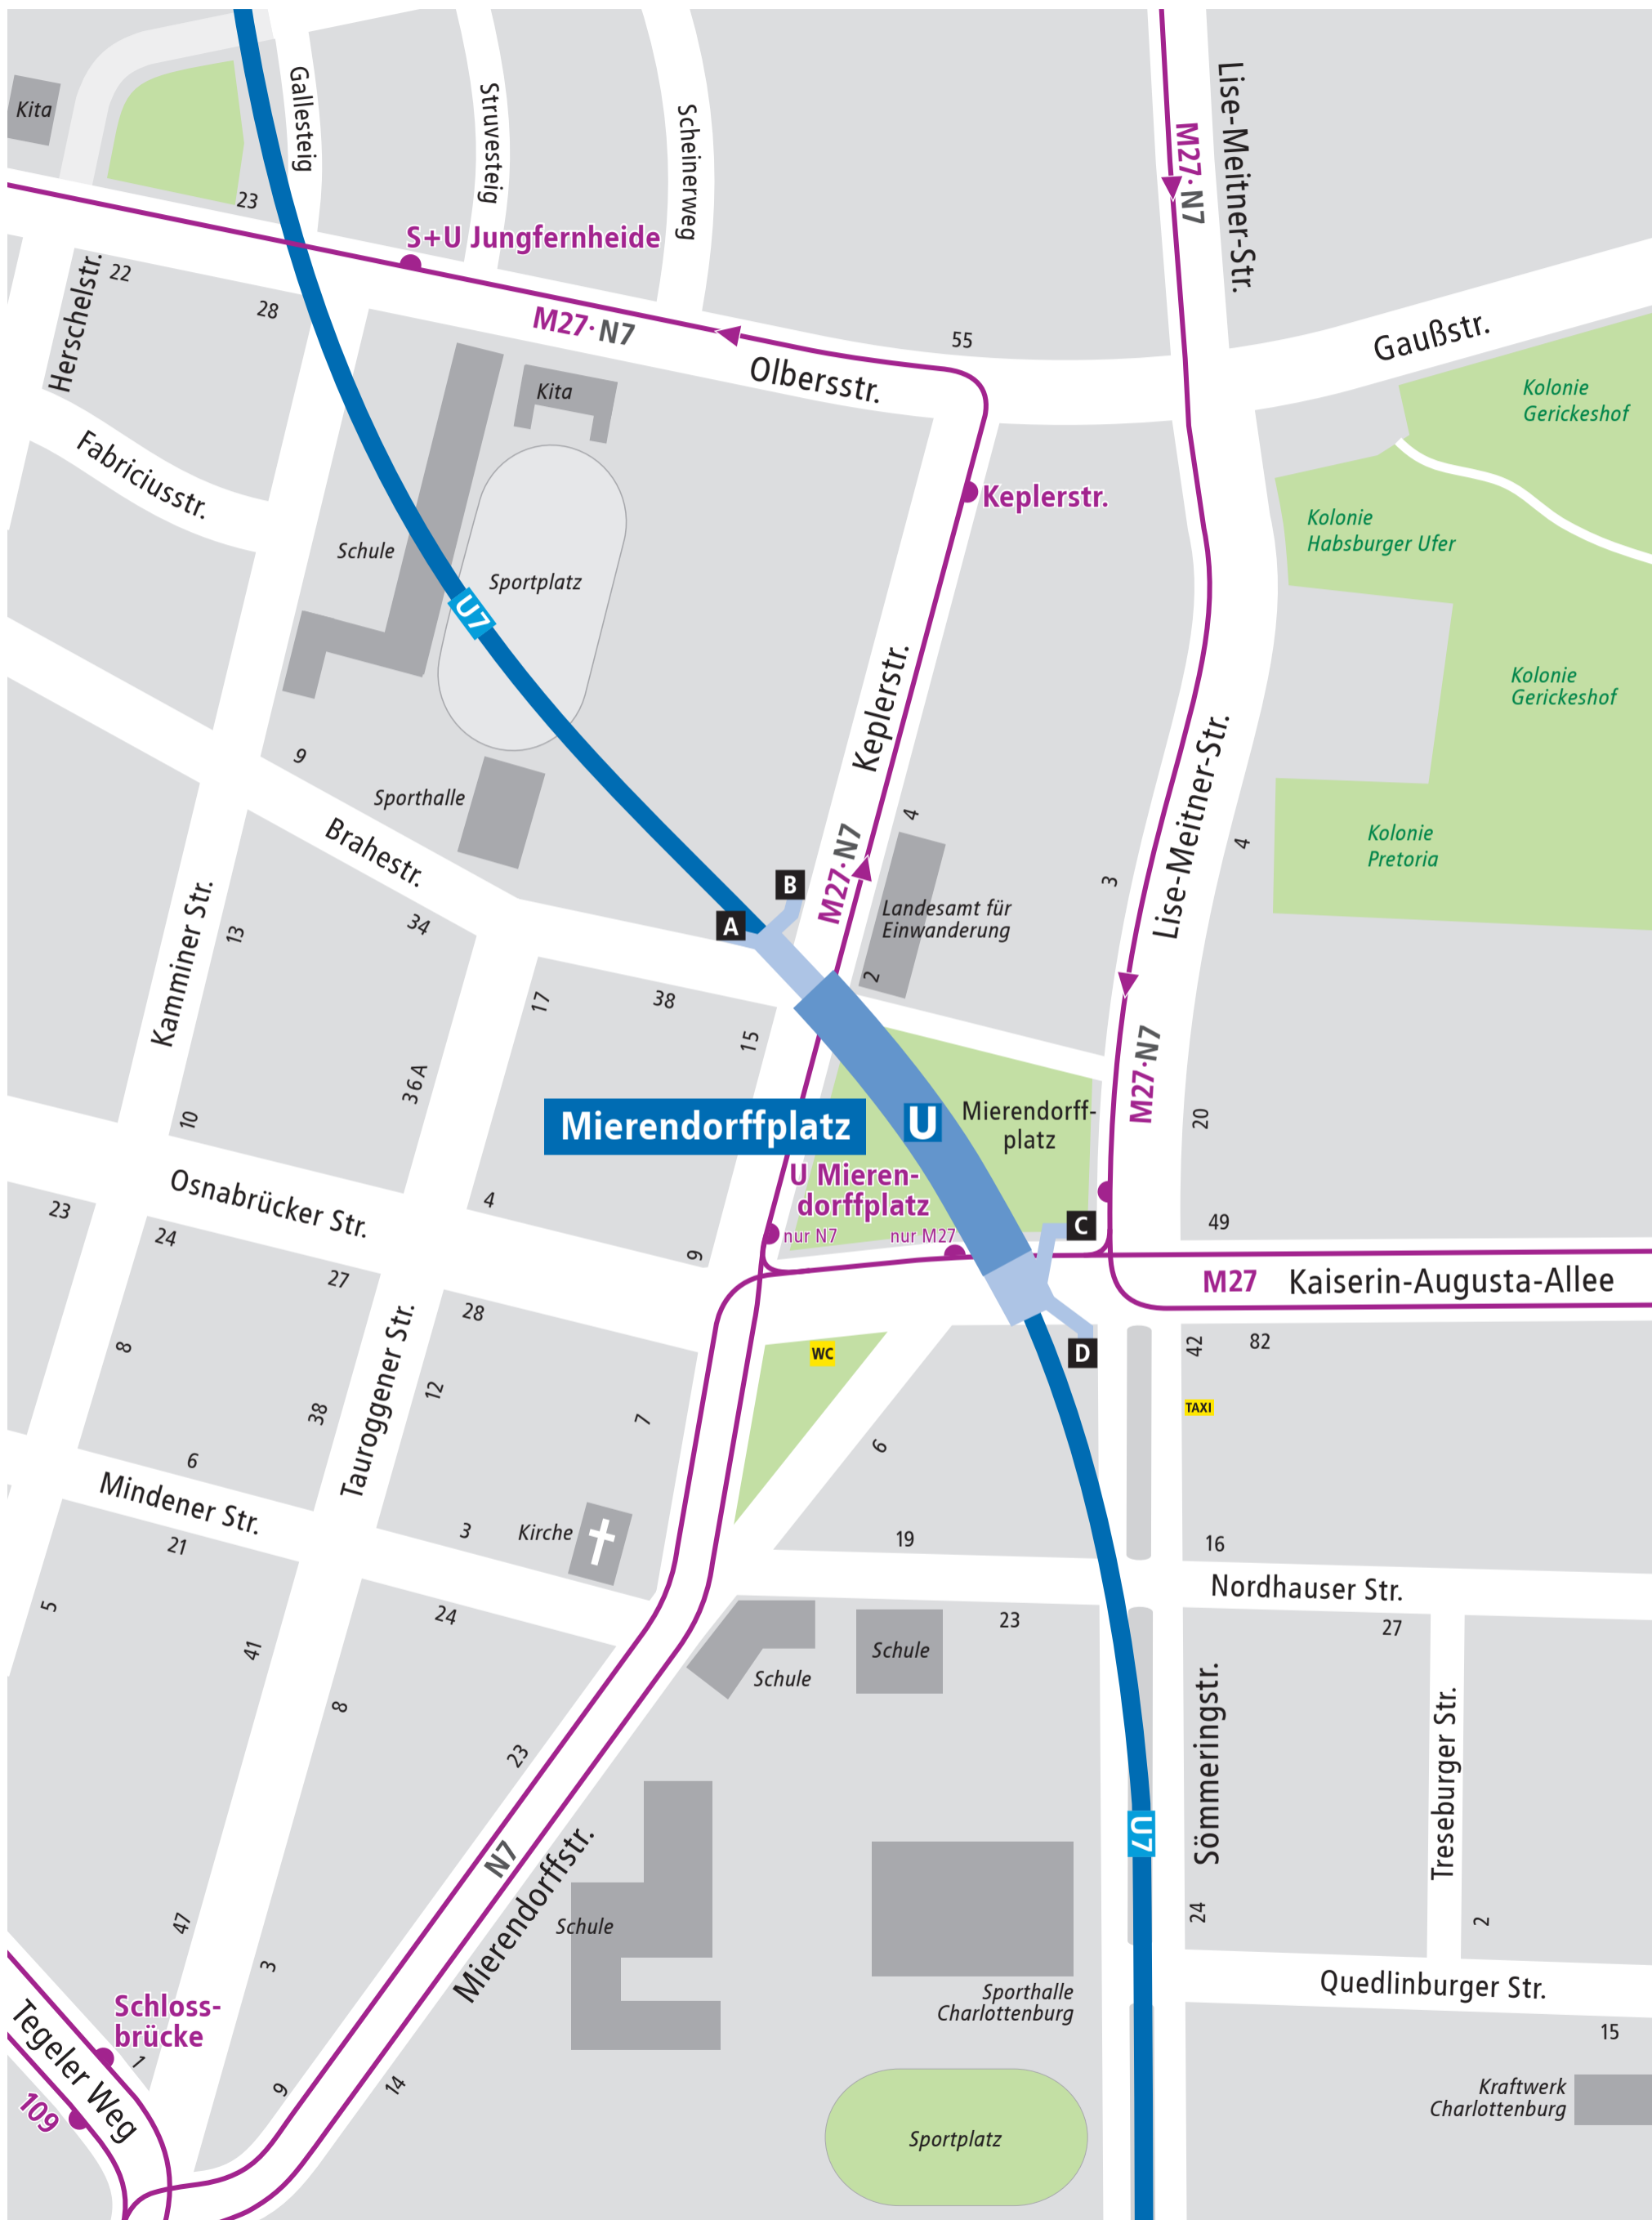 Gallesteig
Struvesteig
Scheinerweg
Lise-Meitner-Str.
M27·N7
Kita
23
S+U Jungfernheide
Herschelstr.
22
28
M27·N7
Olbersstr.
55
Gaußstr.
Kita
Kolonie
Gerickeshof
Fabriciusstr.
Keplerstr.
Kolonie
Habsburger Ufer
Schule
Sportplatz
U7
Keplerstr.
Kolonie
Gerickeshof
9
Sporthalle
Brahestr.
M27·N7
4
Lise-Meitner-Str.
4
Kolonie
Pretoria
3
B
A
Landesamt für
Einwanderung
2
Kamminer Str.
13
34
17
38
15
36A
10
M27·N7
20
Mierendorffplatz
U
Mierendorff-
platz
U Mieren-
dorffplatz
nur N7
nur M27
C
49
Osnabrücker Str.
4
9
23
24
27
28
M27
Kaiserin-Augusta-Allee
WC
D
42
82
8
Tauroggener Str.
12
38
7
6
TAXI
6
Mindener Str.
21
3
Kirche
19
16
Nordhauser Str.
5
41
24
8
Schule
Schule
23
27
23
Sömmeringstr.
Treseburger Str.
N7
Mierendorffstr.
U7
47
3
Schule
24
2
Sporthalle
Charlottenburg
Quedlinburger Str.
15
Schloss-
brücke
1
Tegeler Weg
109
9
14
Sportplatz
Kraftwerk
Charlottenburg